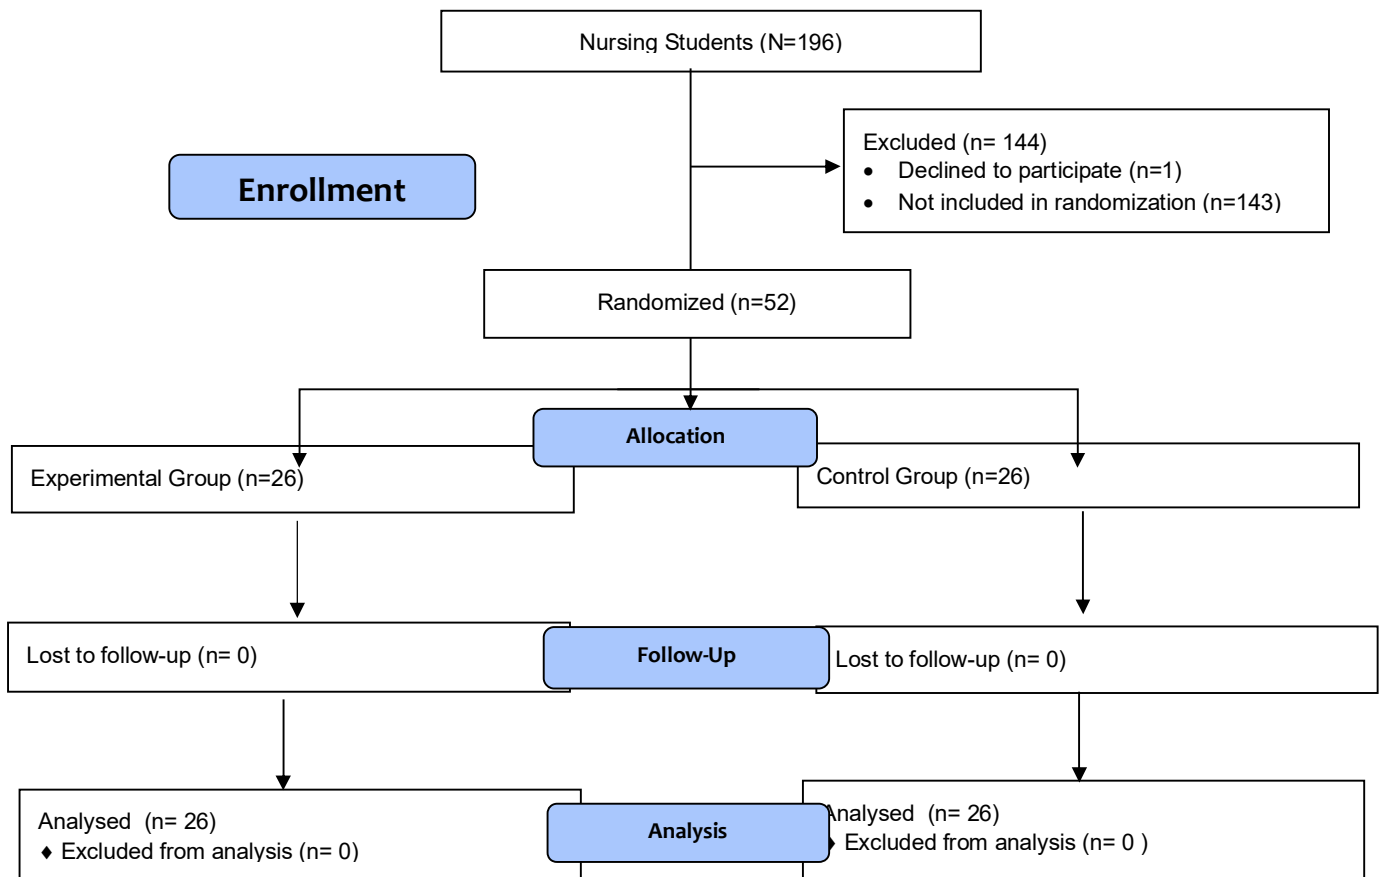 Nursing Students (N=196)
Excluded (n= 144)
• Declined to participate (n=1)
• Not included in randomization (n=143)
Enrollment
Randomized (n=52)
Allocation
Experimental Group (n=26)
Control Group (n=26)
Lost to follow-up (n= 0)
Follow-Up
Lost to follow-up (n= 0)
Analysed (n= 26)
♦ Excluded from analysis (n= 0)
Analysis
Analysed (n= 26)
♦ Excluded from analysis (n= 0 )